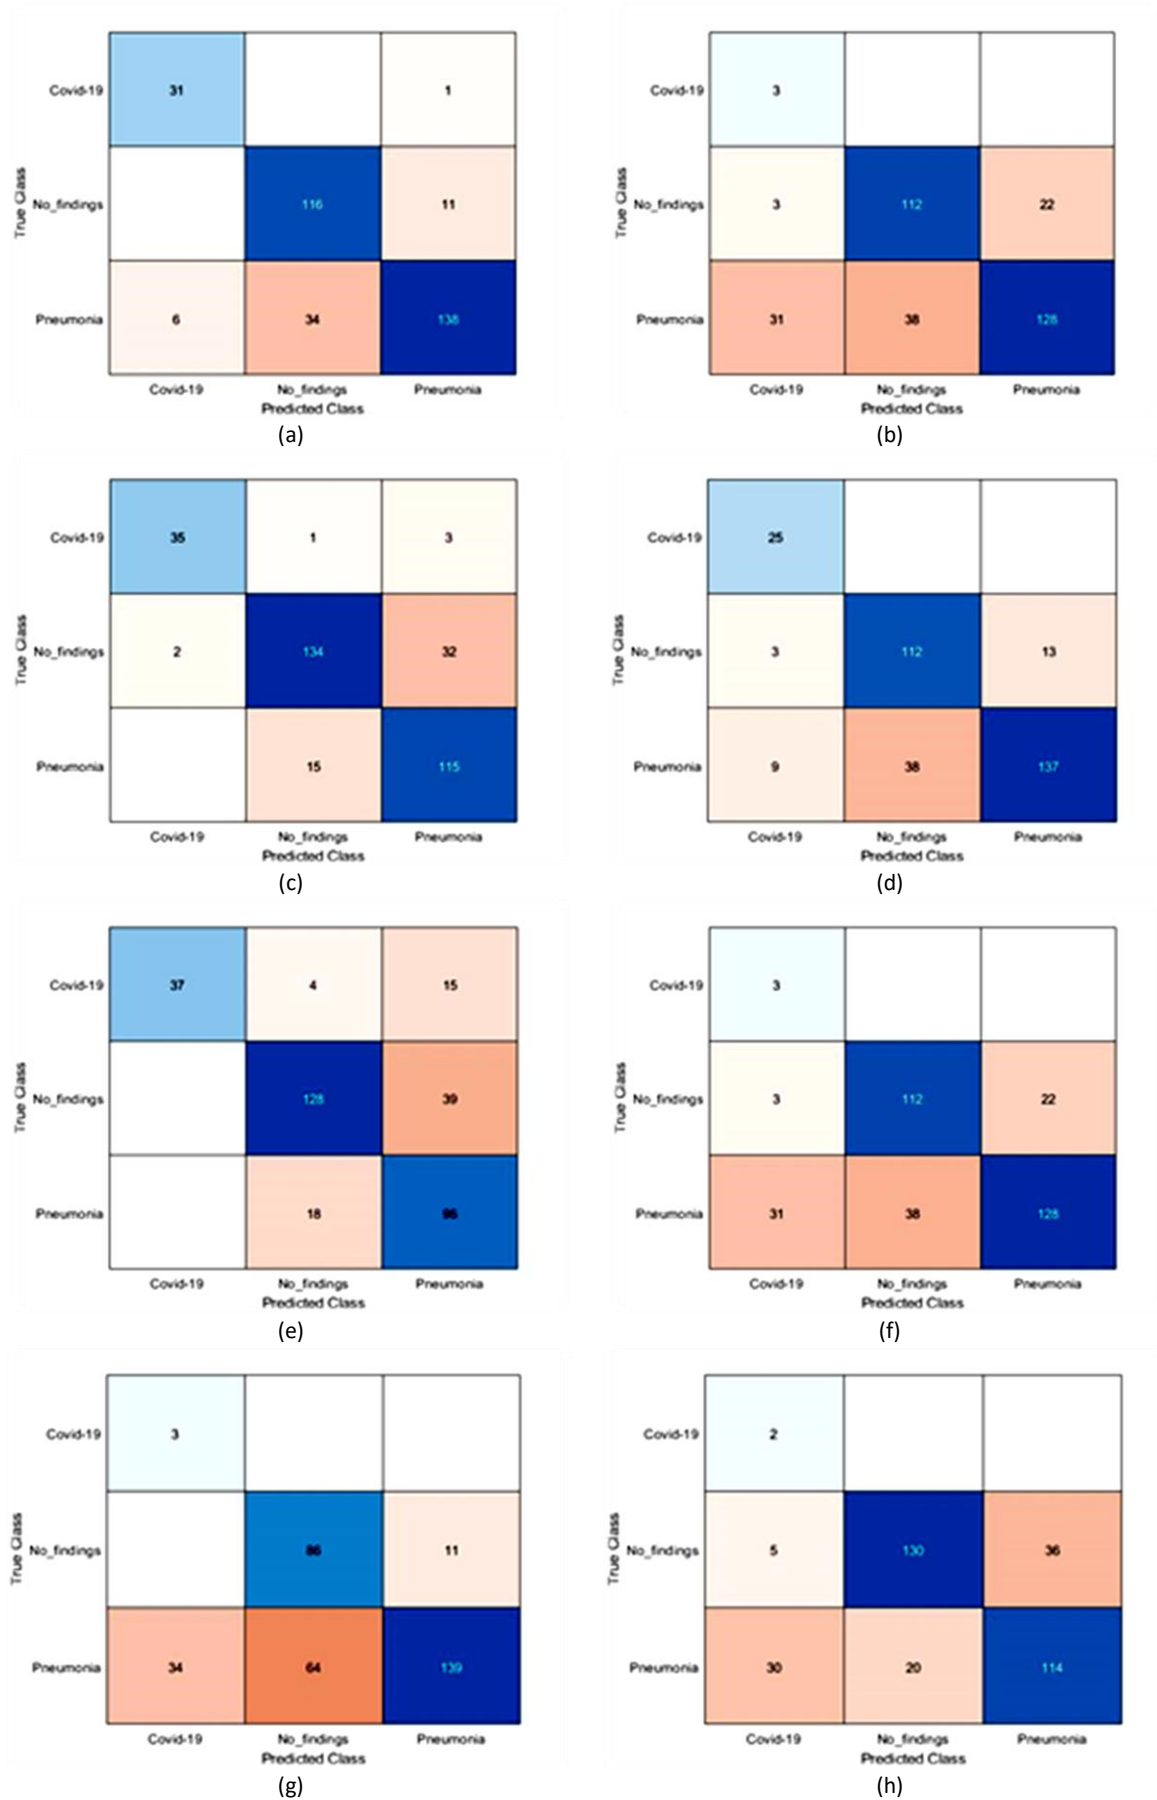 Covid-19 31 1
No_findings 116 11
Pneumonia 6 34 138
True Class
Covid-19 No_findings Pneumonia
Predicted Class
(a)
Covid-19 3
No_findings 3 112 22
Pneumonia 31 38 128
True Class
Covid-19 No_findings Pneumonia
Predicted Class
(b)
Covid-19 35 1 3
No_findings 2 134 32
Pneumonia 15 115
True Class
Covid-19 No_findings Pneumonia
Predicted Class
(c)
Covid-19 25
No_findings 3 112 13
Pneumonia 9 38 137
True Class
Covid-19 No_findings Pneumonia
Predicted Class
(d)
Covid-19 37 4 15
No_findings 128 39
Pneumonia 18
True Class
Covid-19 No_findings Pneumonia
Predicted Class
(e)
Covid-19 3
No_findings 3 112 22
Pneumonia 31 38 128
True Class
Covid-19 No_findings Pneumonia
Predicted Class
(f)
Covid-19 3
No_findings 86 11
Pneumonia 34 64 139
True Class
Covid-19 No_findings Pneumonia
Predicted Class
(g)
Covid-19 2
No_findings 5 130 36
Pneumonia 30 20 114
True Class
Covid-19 No_findings Pneumonia
Predicted Class
(h)